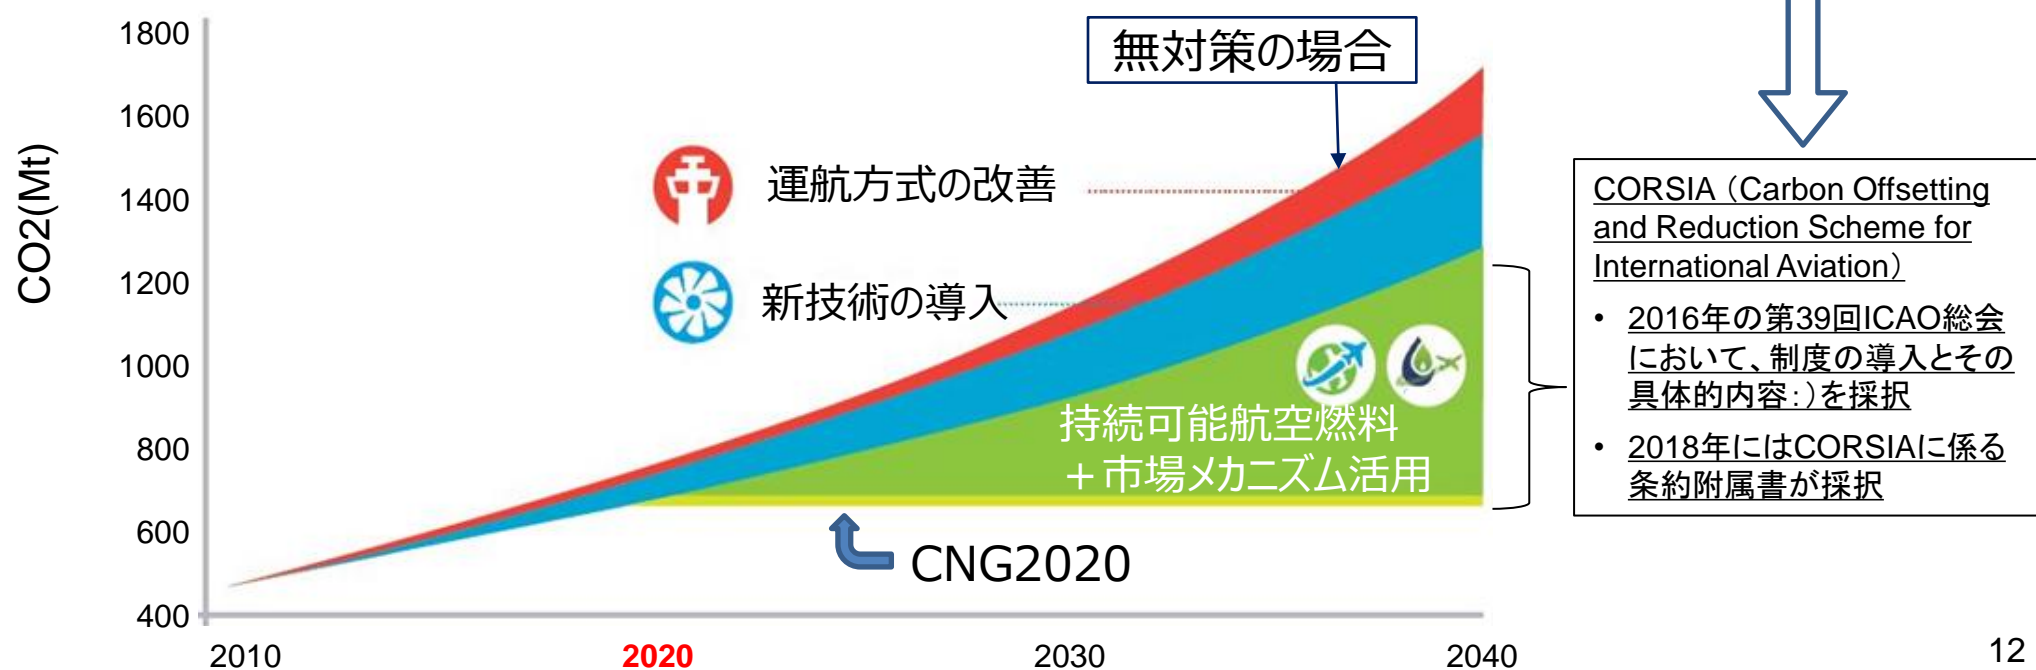 CO2(Mt)
1800
1600
1400
1200
1000
800
600
400
2010
2020
2030
2040
無対策の場合
運航方式の改善
新技術の導入
持続可能航空燃料
＋市場メカニズム活用
CNG2020
CORSIA（Carbon Offsetting
and Reduction Scheme for
International Aviation）
• 2016年の第39回ICAO総会
において、制度の導入とその
具体的内容：）を採択
• 2018年にはCORSIAに係る
条約附属書が採択
12